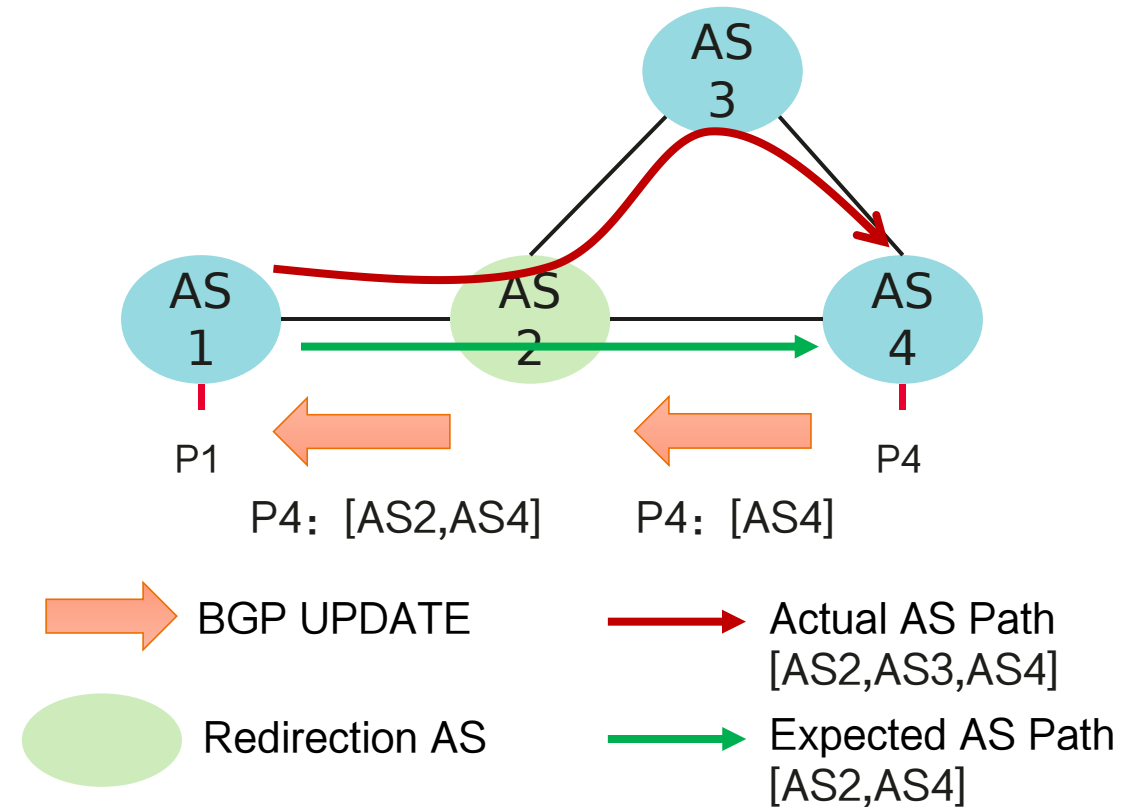 AS
3
AS
1
AS
2
AS
4
P1
P4
P4：[AS2,AS4]
P4：[AS4]
BGP UPDATE
Actual AS Path
[AS2,AS3,AS4]
Redirection AS
Expected AS Path
[AS2,AS4]